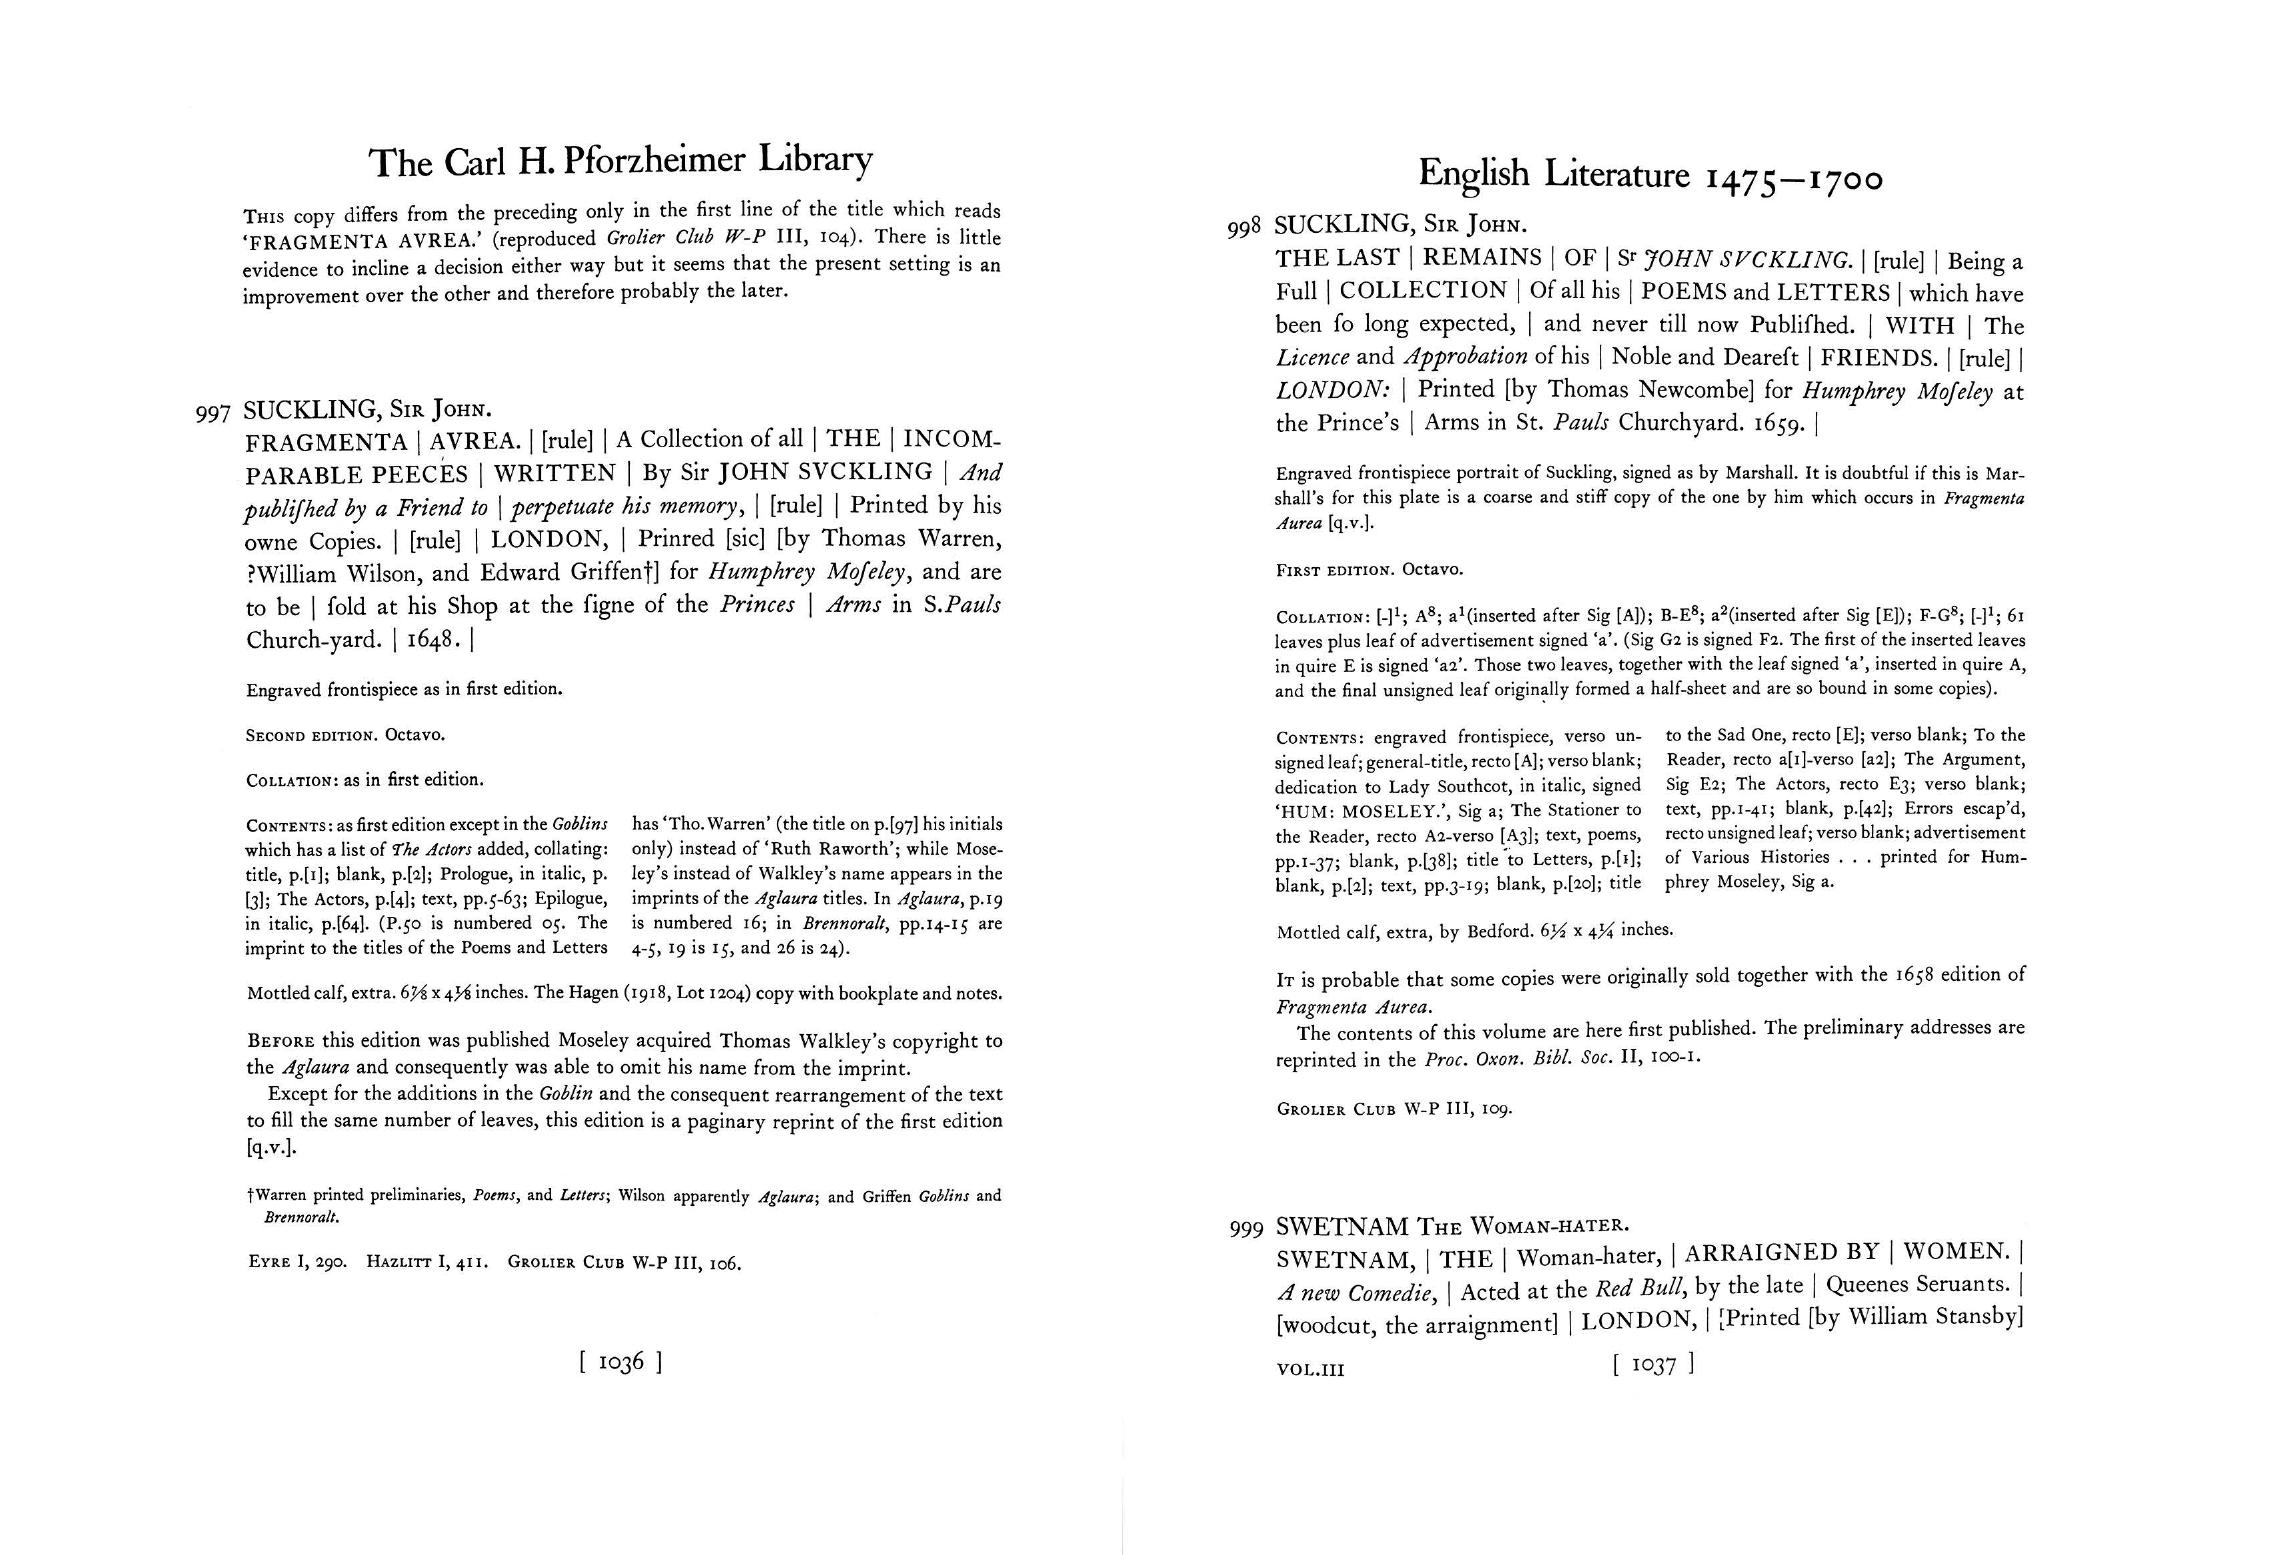 The Carl H. Pforzheimer Library
THIS copy differs from the preceding only in the first line of the title which reads
‘FRAGMENTA AVREA.’ (reproduced Grolier Club W-P III, 104). There is little
evidence to incline a decision either way but it seems that the present setting is an
improvement over the other and therefore probably the later.
997 SUCKLING, SIR JOHN.
FRAGMENTA | AVREA. | [rule] | A Collection of all | THE | INCOM-
PARABLE PEECES | WRITTEN | By Sir JOHN SVCKLING | And
publiſhed by a Friend to | perpetuate his memory, | [rule] | Printed by his
owne Copies. | [rule] | LONDON, | Prinred [sic] [by Thomas Warren,
?William Wilson, and Edward Griffen†] for Humphrey Moſeley, and are
to be | ſold at his Shop at the ſigne of the Princes | Arms in S.Pauls
Church-yard. | 1648. |
Engraved frontispiece as in first edition.
SECOND EDITION. Octavo.
COLLATION: as in first edition.
CONTENTS: as first edition except in the Goblins
which has a list of The Actors added, collating:
title, p.[1]; blank, p.[2]; Prologue, in italic, p.
[3]; The Actors, p.[4]; text, pp.5-63; Epilogue,
in italic, p.[64]. (P.50 is numbered 05. The
imprint to the titles of the Poems and Letters
has ‘Tho. Warren’ (the title on p.[97] his initials
only) instead of ‘Ruth Raworth’; while Mose-
ley's instead of Walkley's name appears in the
imprints of the Aglaura titles. In Aglaura, p.19
is numbered 16; in Brennoralt, pp.14-15 are
4-5, 19 is 15, and 26 is 24).
Mottled calf, extra. 6⅞ x 4⅛ inches. The Hagen (1918, Lot 1204) copy with bookplate and notes.
BEFORE this edition was published Moseley acquired Thomas Walkley's copyright to
the Aglaura and consequently was able to omit his name from the imprint.
Except for the additions in the Goblin and the consequent rearrangement of the text
to fill the same number of leaves, this edition is a paginary reprint of the first edition
[q.v.].
†Warren printed preliminaries, Poems, and Letters; Wilson apparently Aglaura; and Griffen Goblins and
Brennoralt.
EYRE I, 290. HAZLITT I, 411. GROLIER CLUB W-P III, 106.
[ 1036 ]
English Literature 1475–1700
998 SUCKLING, SIR JOHN.
THE LAST | REMAINS | OF | Sr JOHN SVCKLING. | [rule] | Being a
Full | COLLECTION | Of all his | POEMS and LETTERS | which have
been ſo long expected, | and never till now Publiſhed. | WITH | The
Licence and Approbation of his | Noble and Deareſt | FRIENDS. | [rule] |
LONDON: | Printed [by Thomas Newcombe] for Humphrey Moſeley at
the Prince's | Arms in St. Pauls Churchyard. 1659. |
Engraved frontispiece portrait of Suckling, signed as by Marshall. It is doubtful if this is Mar-
shall's for this plate is a coarse and stiff copy of the one by him which occurs in Fragmenta
Aurea [q.v.].
FIRST EDITION. Octavo.
COLLATION: [-]¹; A⁸; a¹(inserted after Sig [A]); B-E⁸; a²(inserted after Sig [E]); F-G⁸; [-]¹; 61
leaves plus leaf of advertisement signed ‘a’. (Sig G2 is signed F2. The first of the inserted leaves
in quire E is signed ‘a2’. Those two leaves, together with the leaf signed ‘a’, inserted in quire A,
and the final unsigned leaf originally formed a half-sheet and are so bound in some copies).
CONTENTS: engraved frontispiece, verso un-
signed leaf; general-title, recto [A]; verso blank;
dedication to Lady Southcot, in italic, signed
‘HUM: MOSELEY.’, Sig a; The Stationer to
the Reader, recto A2-verso [A3]; text, poems,
pp.1-37; blank, p.[38]; title to Letters, p.[1];
blank, p.[2]; text, pp.3-19; blank, p.[20]; title
to the Sad One, recto [E]; verso blank; To the
Reader, recto a[1]-verso [a2]; The Argument,
Sig E2; The Actors, recto E3; verso blank;
text, pp.1-41; blank, p.[42]; Errors escap'd,
recto unsigned leaf; verso blank; advertisement
of Various Histories . . . printed for Hum-
phrey Moseley, Sig a.
Mottled calf, extra, by Bedford. 6½ x 4¼ inches.
IT is probable that some copies were originally sold together with the 1658 edition of
Fragmenta Aurea.
The contents of this volume are here first published. The preliminary addresses are
reprinted in the Proc. Oxon. Bibl. Soc. II, 100-1.
GROLIER CLUB W-P III, 109.
999 SWETNAM THE WOMAN-HATER.
SWETNAM, | THE | Woman-hater, | ARRAIGNED BY | WOMEN. |
A new Comedie, | Acted at the Red Bull, by the late | Queenes Seruants. |
[woodcut, the arraignment] | LONDON, | [Printed [by William Stansby]
VOL.III [ 1037 ]